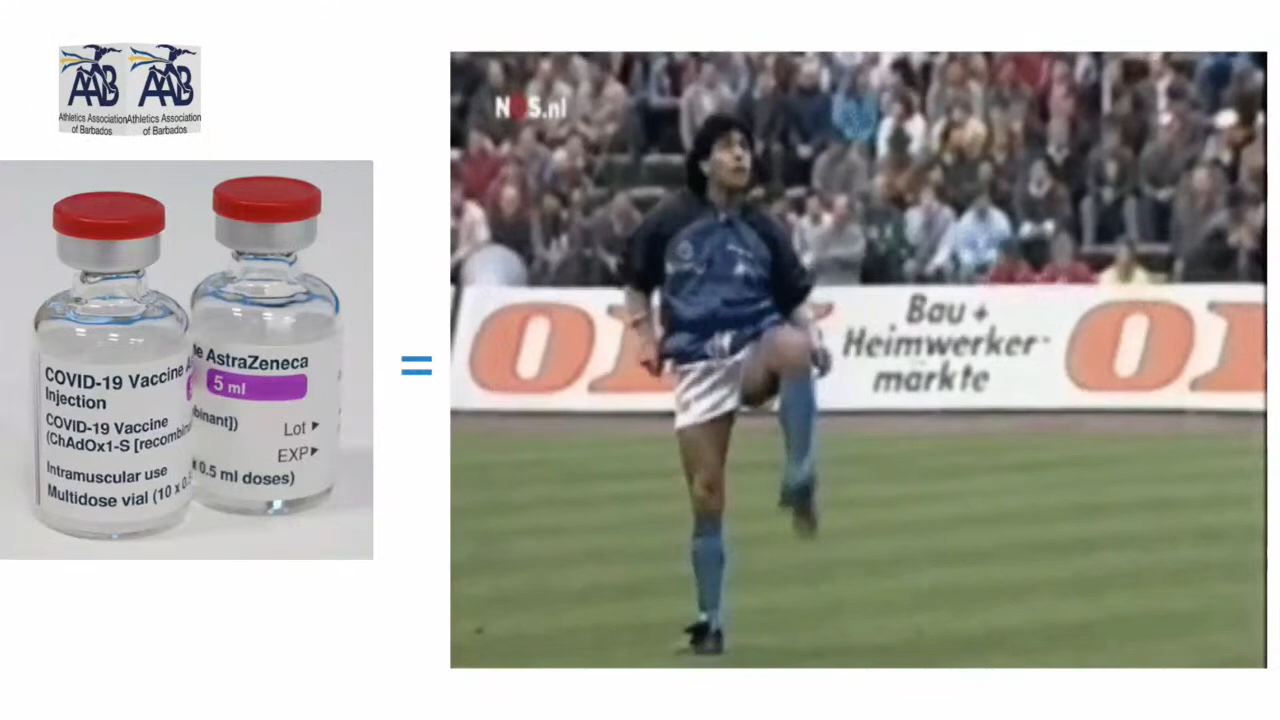 AAB AAB
Athletics Association Athletics Association
of Barbados of Barbados
COVID-19 Vaccine A
Injection
COVID-19 Vaccine
(ChAdOx1-S [recombin
Intramuscular use
Multidose vial (10 x 0.
e AstraZeneca
5 ml
binant])
Lot
EXP
x 0.5 ml doses)
=
NOS.nl
Bau +
Heimwerker-
märkte